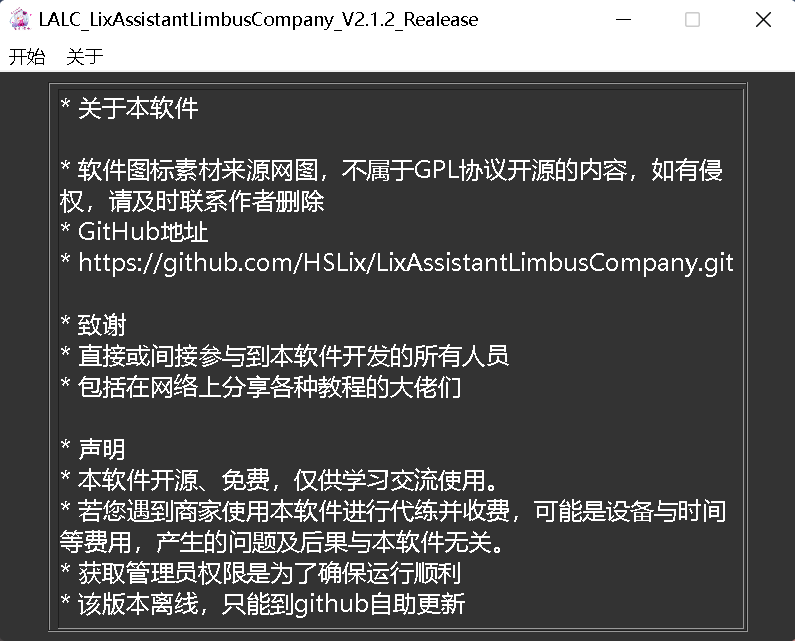 LALC_LixAssistantLimbusCompany_V2.1.2_Realease
开始 关于
* 关于本软件
* 软件图标素材来源网图，不属于GPL协议开源的内容，如有侵
权，请及时联系作者删除
* GitHub地址
* https://github.com/HSLix/LixAssistantLimbusCompany.git
* 致谢
* 直接或间接参与到本软件开发的所有人员
* 包括在网络上分享各种教程的大佬们
* 声明
* 本软件开源、免费，仅供学习交流使用。
* 若您遇到商家使用本软件进行代练并收费，可能是设备与时间
等费用，产生的问题及后果与本软件无关。
* 获取管理员权限是为了确保运行顺利
* 该版本离线，只能到github自助更新